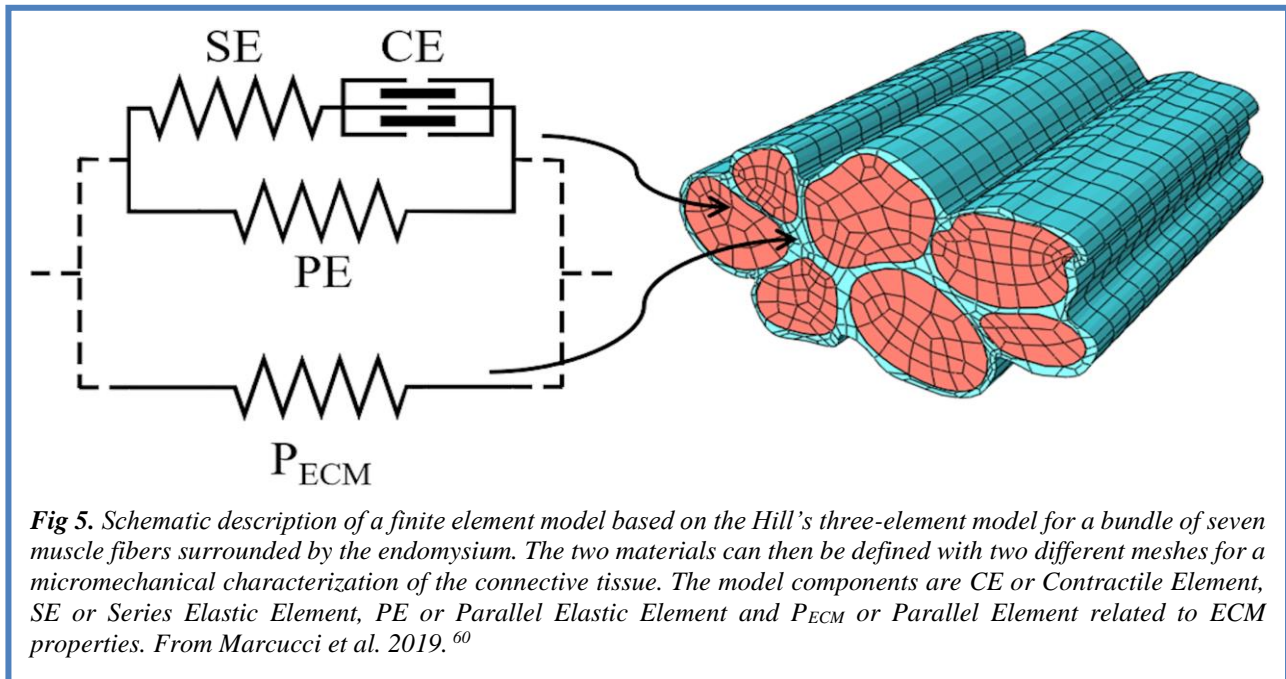 SE CE
PE
P_ECM
Fig 5. Schematic description of a finite element model based on the Hill's three-element model for a bundle of seven
muscle fibers surrounded by the endomysium. The two materials can then be defined with two different meshes for a
micromechanical characterization of the connective tissue. The model components are CE or Contractile Element,
SE or Series Elastic Element, PE or Parallel Elastic Element and P_ECM or Parallel Element related to ECM
properties. From Marcucci et al. 2019. 60